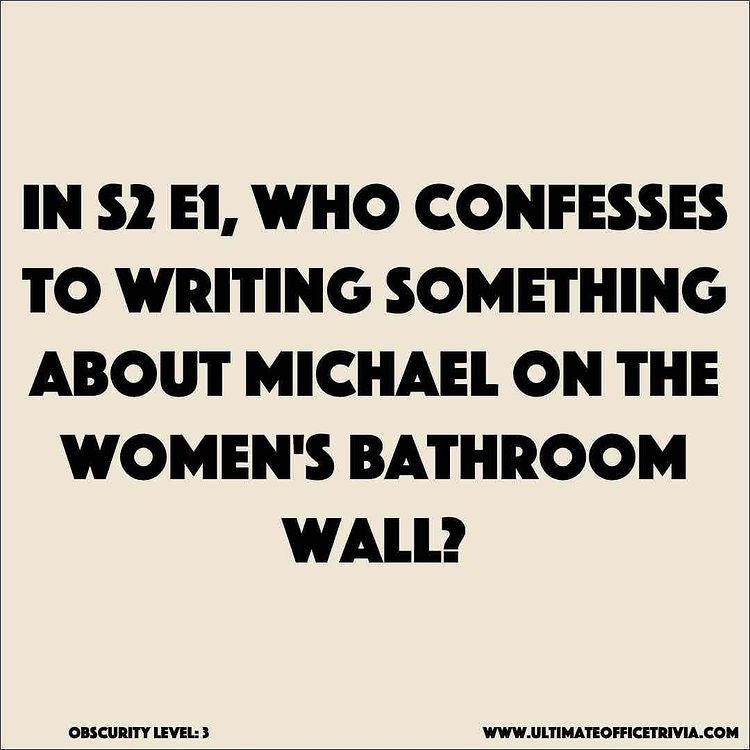 IN S2 E1, WHO CONFESSES
TO WRITING SOMETHING
ABOUT MICHAEL ON THE
WOMEN'S BATHROOM
WALL?
OBSCURITY LEVEL: 3
WWW.ULTIMATEOFFICETRIVIA.COM